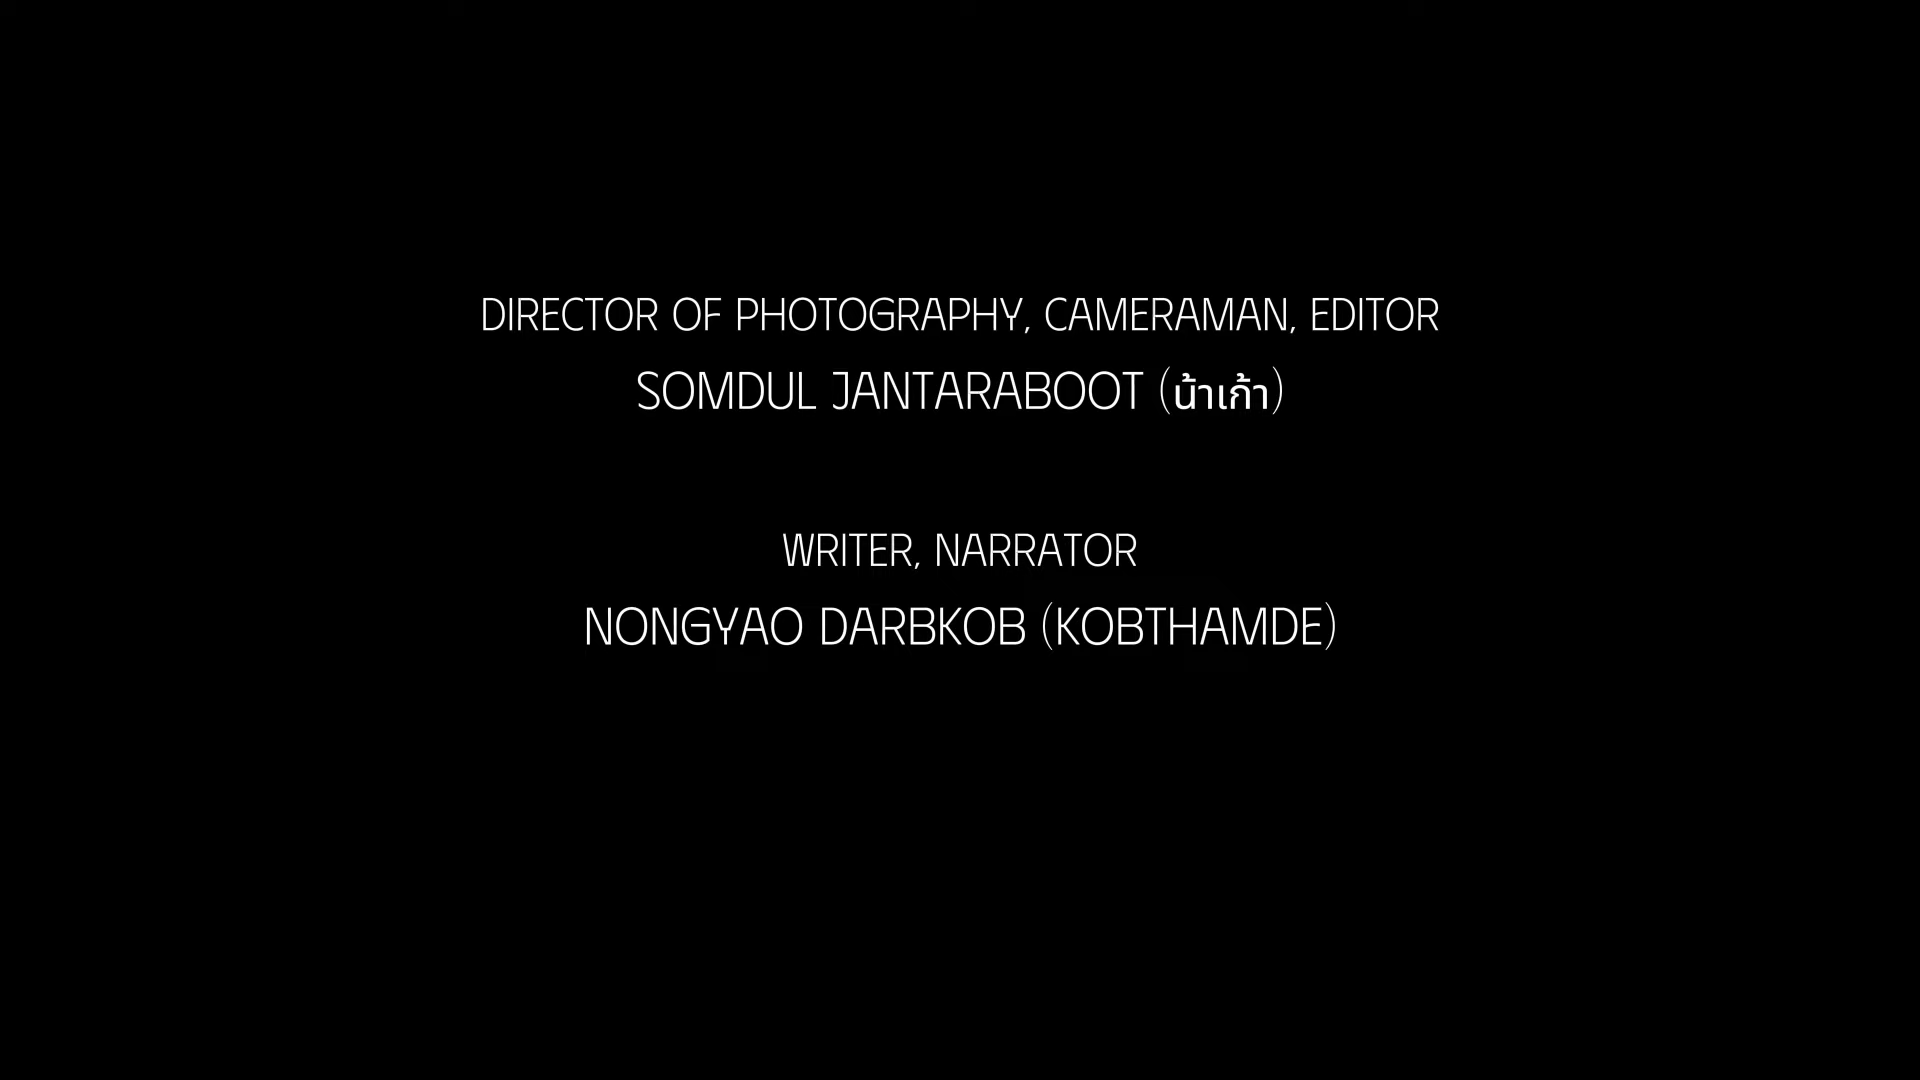 DIRECTOR OF PHOTOGRAPHY, CAMERAMAN, EDITOR
SOMDUL JANTARABOOT (น้าเก้า)
WRITER, NARRATOR
NONGYAO DARBKOB (KOBTHAMDE)